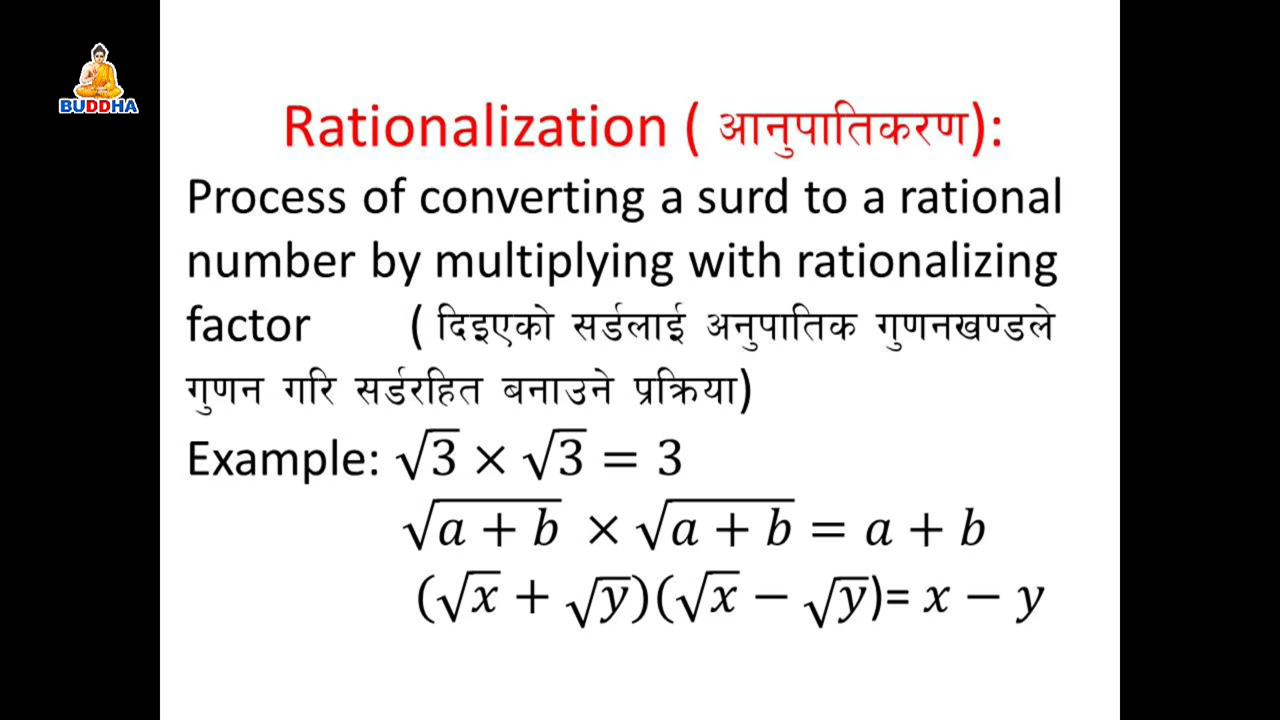 BUDDHA
Rationalization ( आनुपातिकरण):
Process of converting a surd to a rational
number by multiplying with rationalizing
factor ( दिइएको सर्डलाई अनुपातिक गुणनखण्डले
गुणन गरि सर्डरहित बनाउने प्रक्रिया)
Example: √3 × √3 = 3
√(a + b) × √(a + b) = a + b
(√x + √y)(√x − √y)= x − y